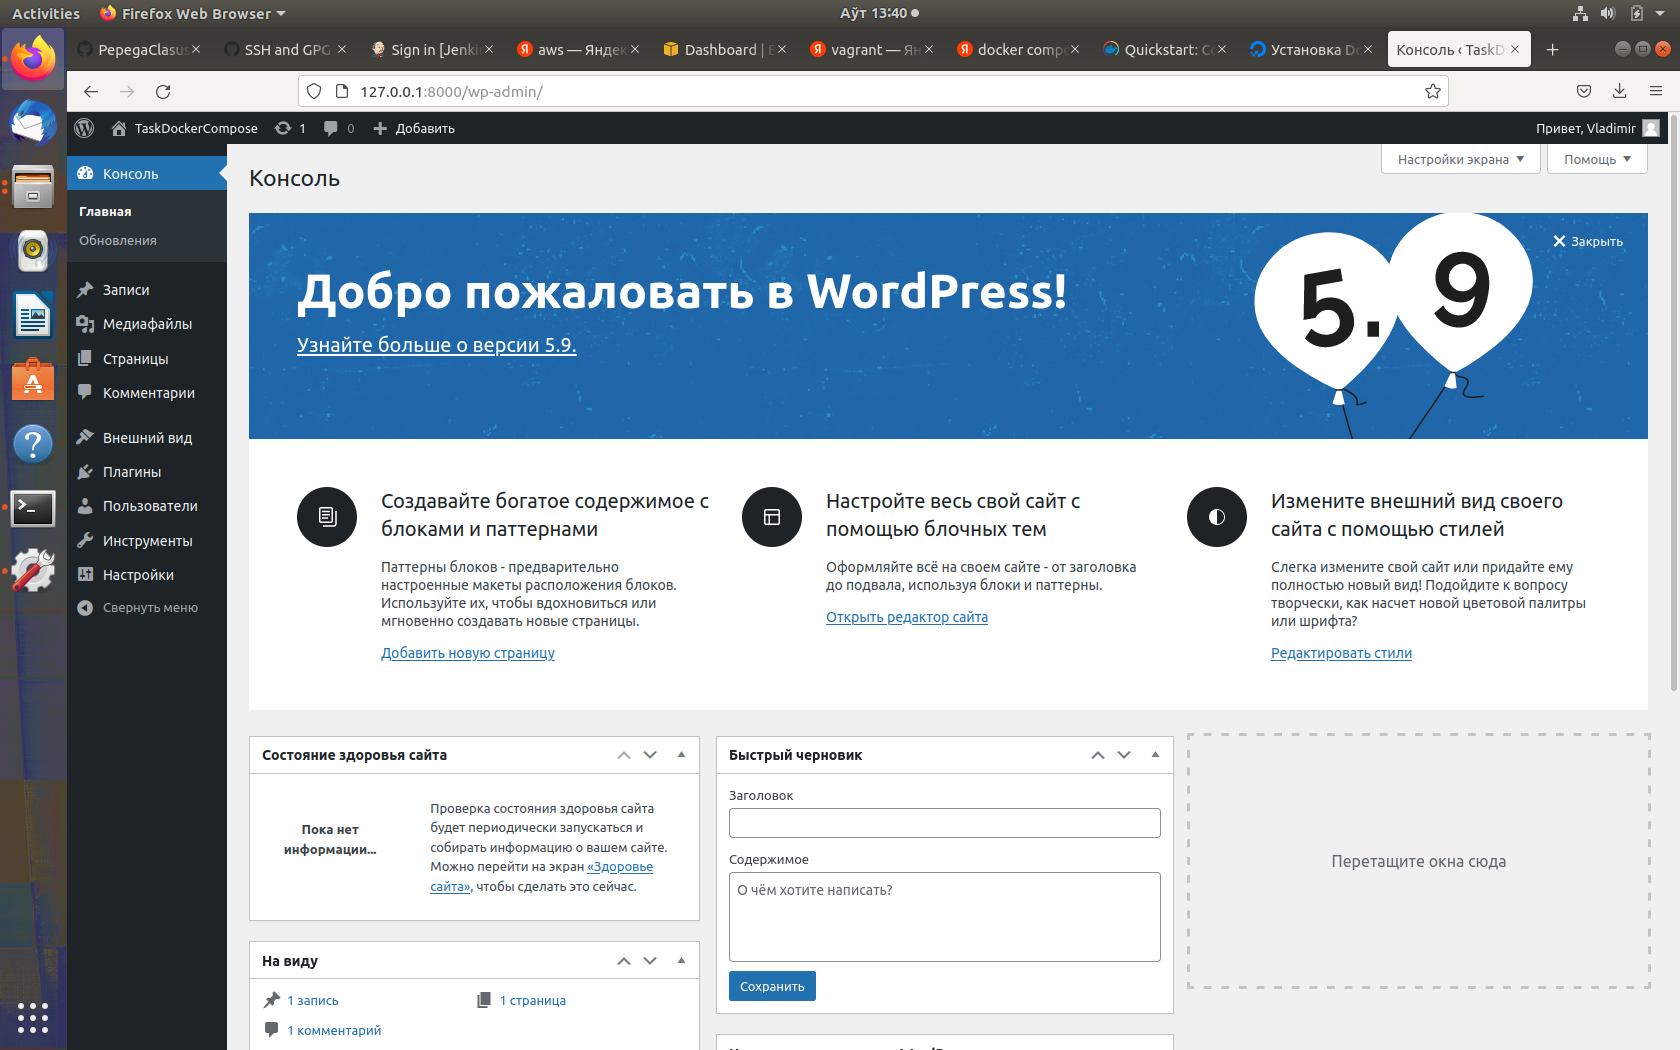 Activities
Firefox Web Browser
Аўт 13:40
PepegaClasus
SSH and GPG
Sign in [Jenki
aws — Яндек
Dashboard | E
vagrant — Ян
docker compo
Quickstart: Co
Установка Do
Консоль ‹ TaskD
127.0.0.1:8000/wp-admin/
TaskDockerCompose
1
0
Добавить
Привет, Vladimir
Консоль
Главная
Обновления
Записи
Медиафайлы
Страницы
Комментарии
Внешний вид
Плагины
Пользователи
Инструменты
Настройки
Свернуть меню
Настройки экрана
Помощь
Консоль
Закрыть
Добро пожаловать в WordPress!
Узнайте больше о версии 5.9.
5.9
Создавайте богатое содержимое с
блоками и паттернами
Паттерны блоков - предварительно
настроенные макеты расположения блоков.
Используйте их, чтобы вдохновиться или
мгновенно создавать новые страницы.
Добавить новую страницу
Настройте весь свой сайт с
помощью блочных тем
Оформляйте всё на своем сайте - от заголовка
до подвала, используя блоки и паттерны.
Открыть редактор сайта
Измените внешний вид своего
сайта с помощью стилей
Слегка измените свой сайт или придайте ему
полностью новый вид! Подойдите к вопросу
творчески, как насчет новой цветовой палитры
или шрифта?
Редактировать стили
Состояние здоровья сайта
Пока нет
информации...
Проверка состояния здоровья сайта
будет периодически запускаться и
собирать информацию о вашем сайте.
Можно перейти на экран «Здоровье
сайта», чтобы сделать это сейчас.
На виду
1 запись
1 страница
1 комментарий
Быстрый черновик
Заголовок
Содержимое
О чём хотите написать?
Сохранить
Перетащите окна сюда